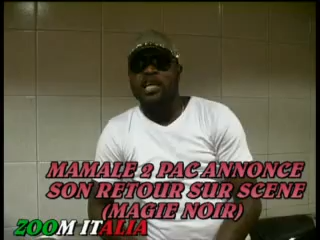 MAMALE 2 PAC ANNONCE
SON RETOUR SUR SCENE
(MAGIE NOIR)
ZOOM ITALIA